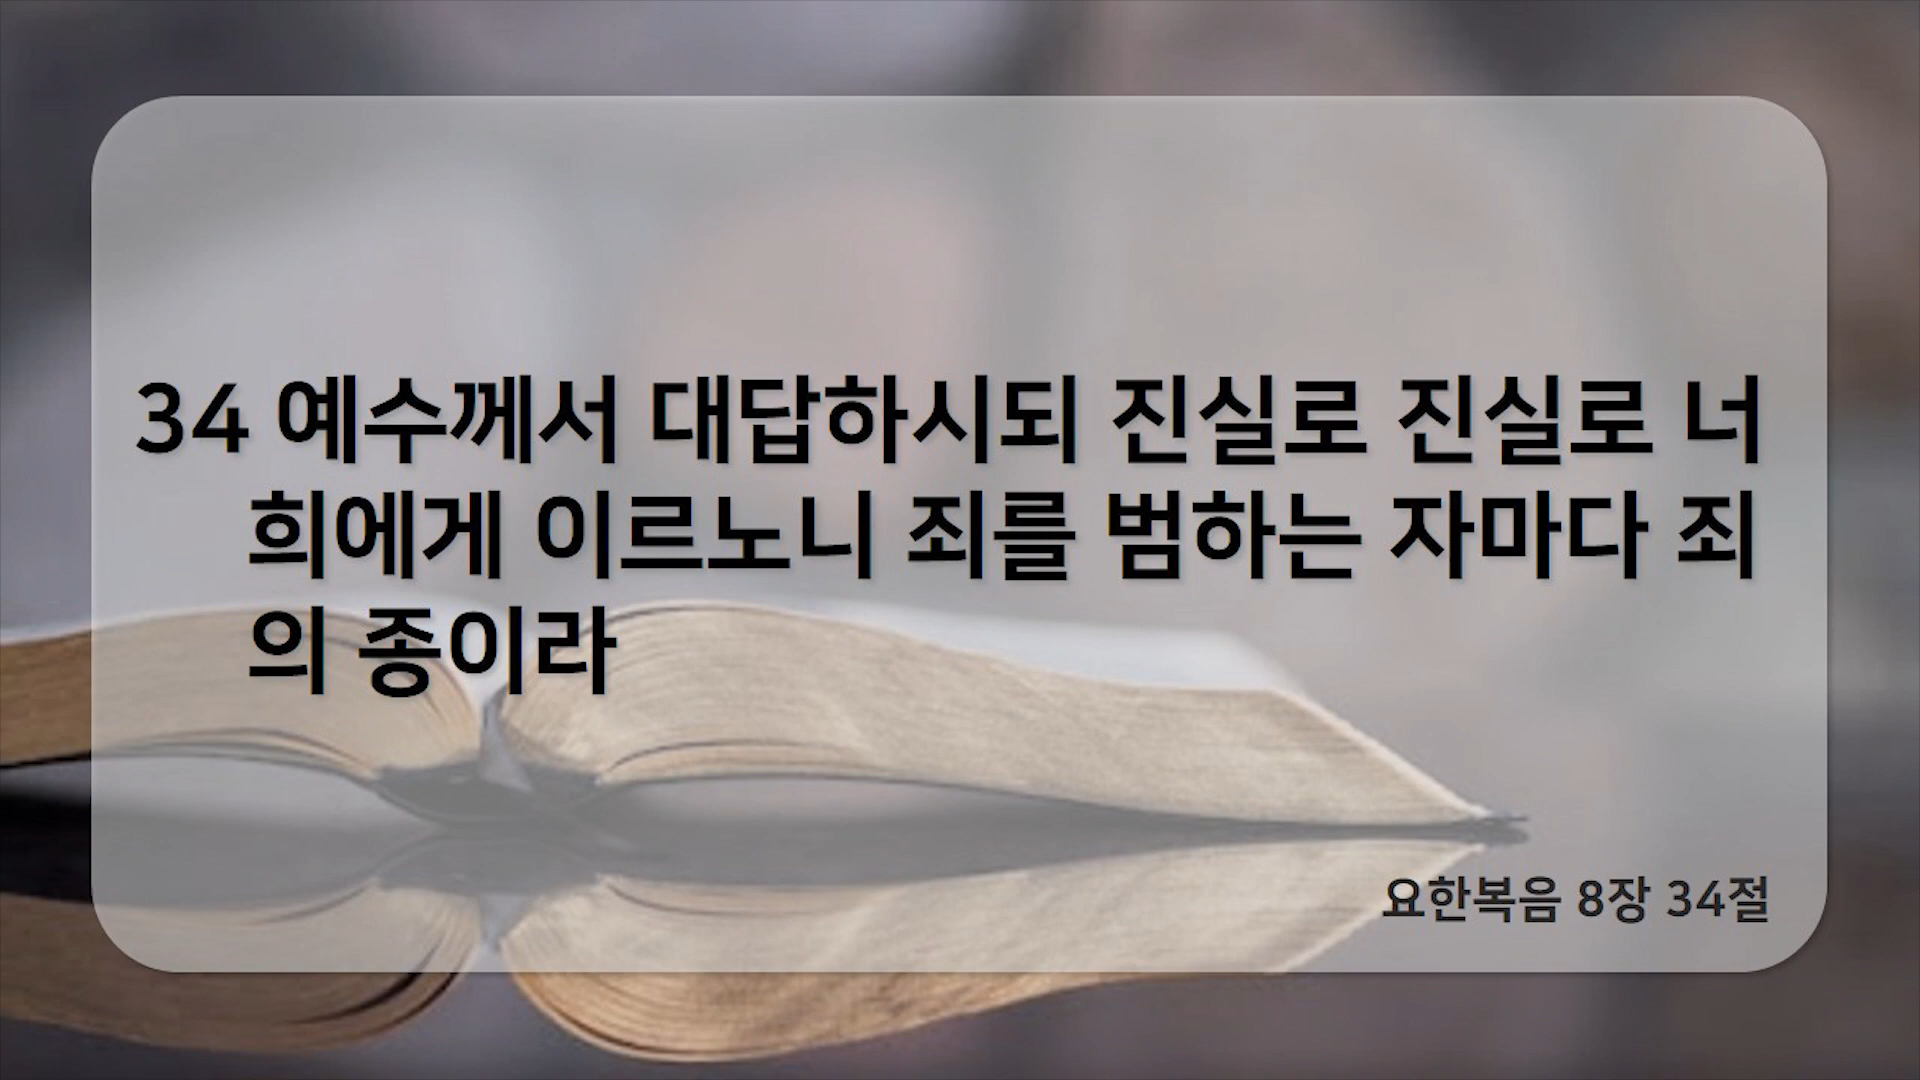 34 예수께서 대답하시되 진실로 진실로 너
희에게 이르노니 죄를 범하는 자마다 죄
의 종이라
요한복음 8장 34절